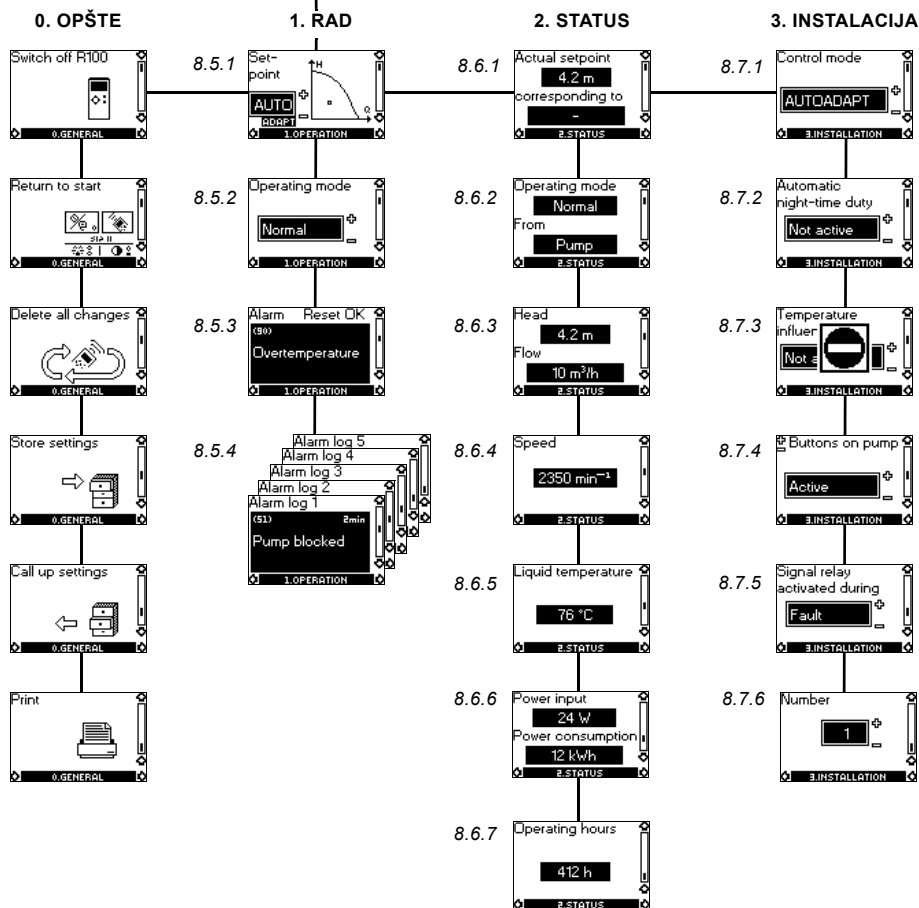 0. OPŠTE
Switch off R100
0.GENERAL
Return to start
0.GENERAL
Delete all changes
0.GENERAL
Store settings
0.GENERAL
Call up settings
0.GENERAL
Print
0.GENERAL
1. RAD
8.5.1
Set-
point
H
AUTO
ADAPT
Q
1.OPERATION
8.5.2
Operating mode
Normal
1.OPERATION
8.5.3
Alarm Reset OK
(90)
Overtemperature
1.OPERATION
8.5.4
Alarm log 5
Alarm log 4
Alarm log 3
Alarm log 2
Alarm log 1
(51) 2min
Pump blocked
1.OPERATION
2. STATUS
8.6.1
Actual setpoint
4.2 m
corresponding to
-
2.STATUS
8.6.2
Operating mode
Normal
From
Pump
2.STATUS
8.6.3
Head
4.2 m
Flow
10 m³/h
2.STATUS
8.6.4
Speed
2350 min⁻¹
2.STATUS
8.6.5
Liquid temperature
76 °C
2.STATUS
8.6.6
Power input
24 W
Power consumption
12 kWh
2.STATUS
8.6.7
Operating hours
412 h
2.STATUS
3. INSTALACIJA
8.7.1
Control mode
AUTOADAPT
3.INSTALLATION
8.7.2
Automatic
night-time duty
Not active
3.INSTALLATION
8.7.3
Temperature
influer
Not a
3.INSTALLATION
8.7.4
Buttons on pump
Active
3.INSTALLATION
8.7.5
Signal relay
activated during
Fault
3.INSTALLATION
8.7.6
Number
1
3.INSTALLATION